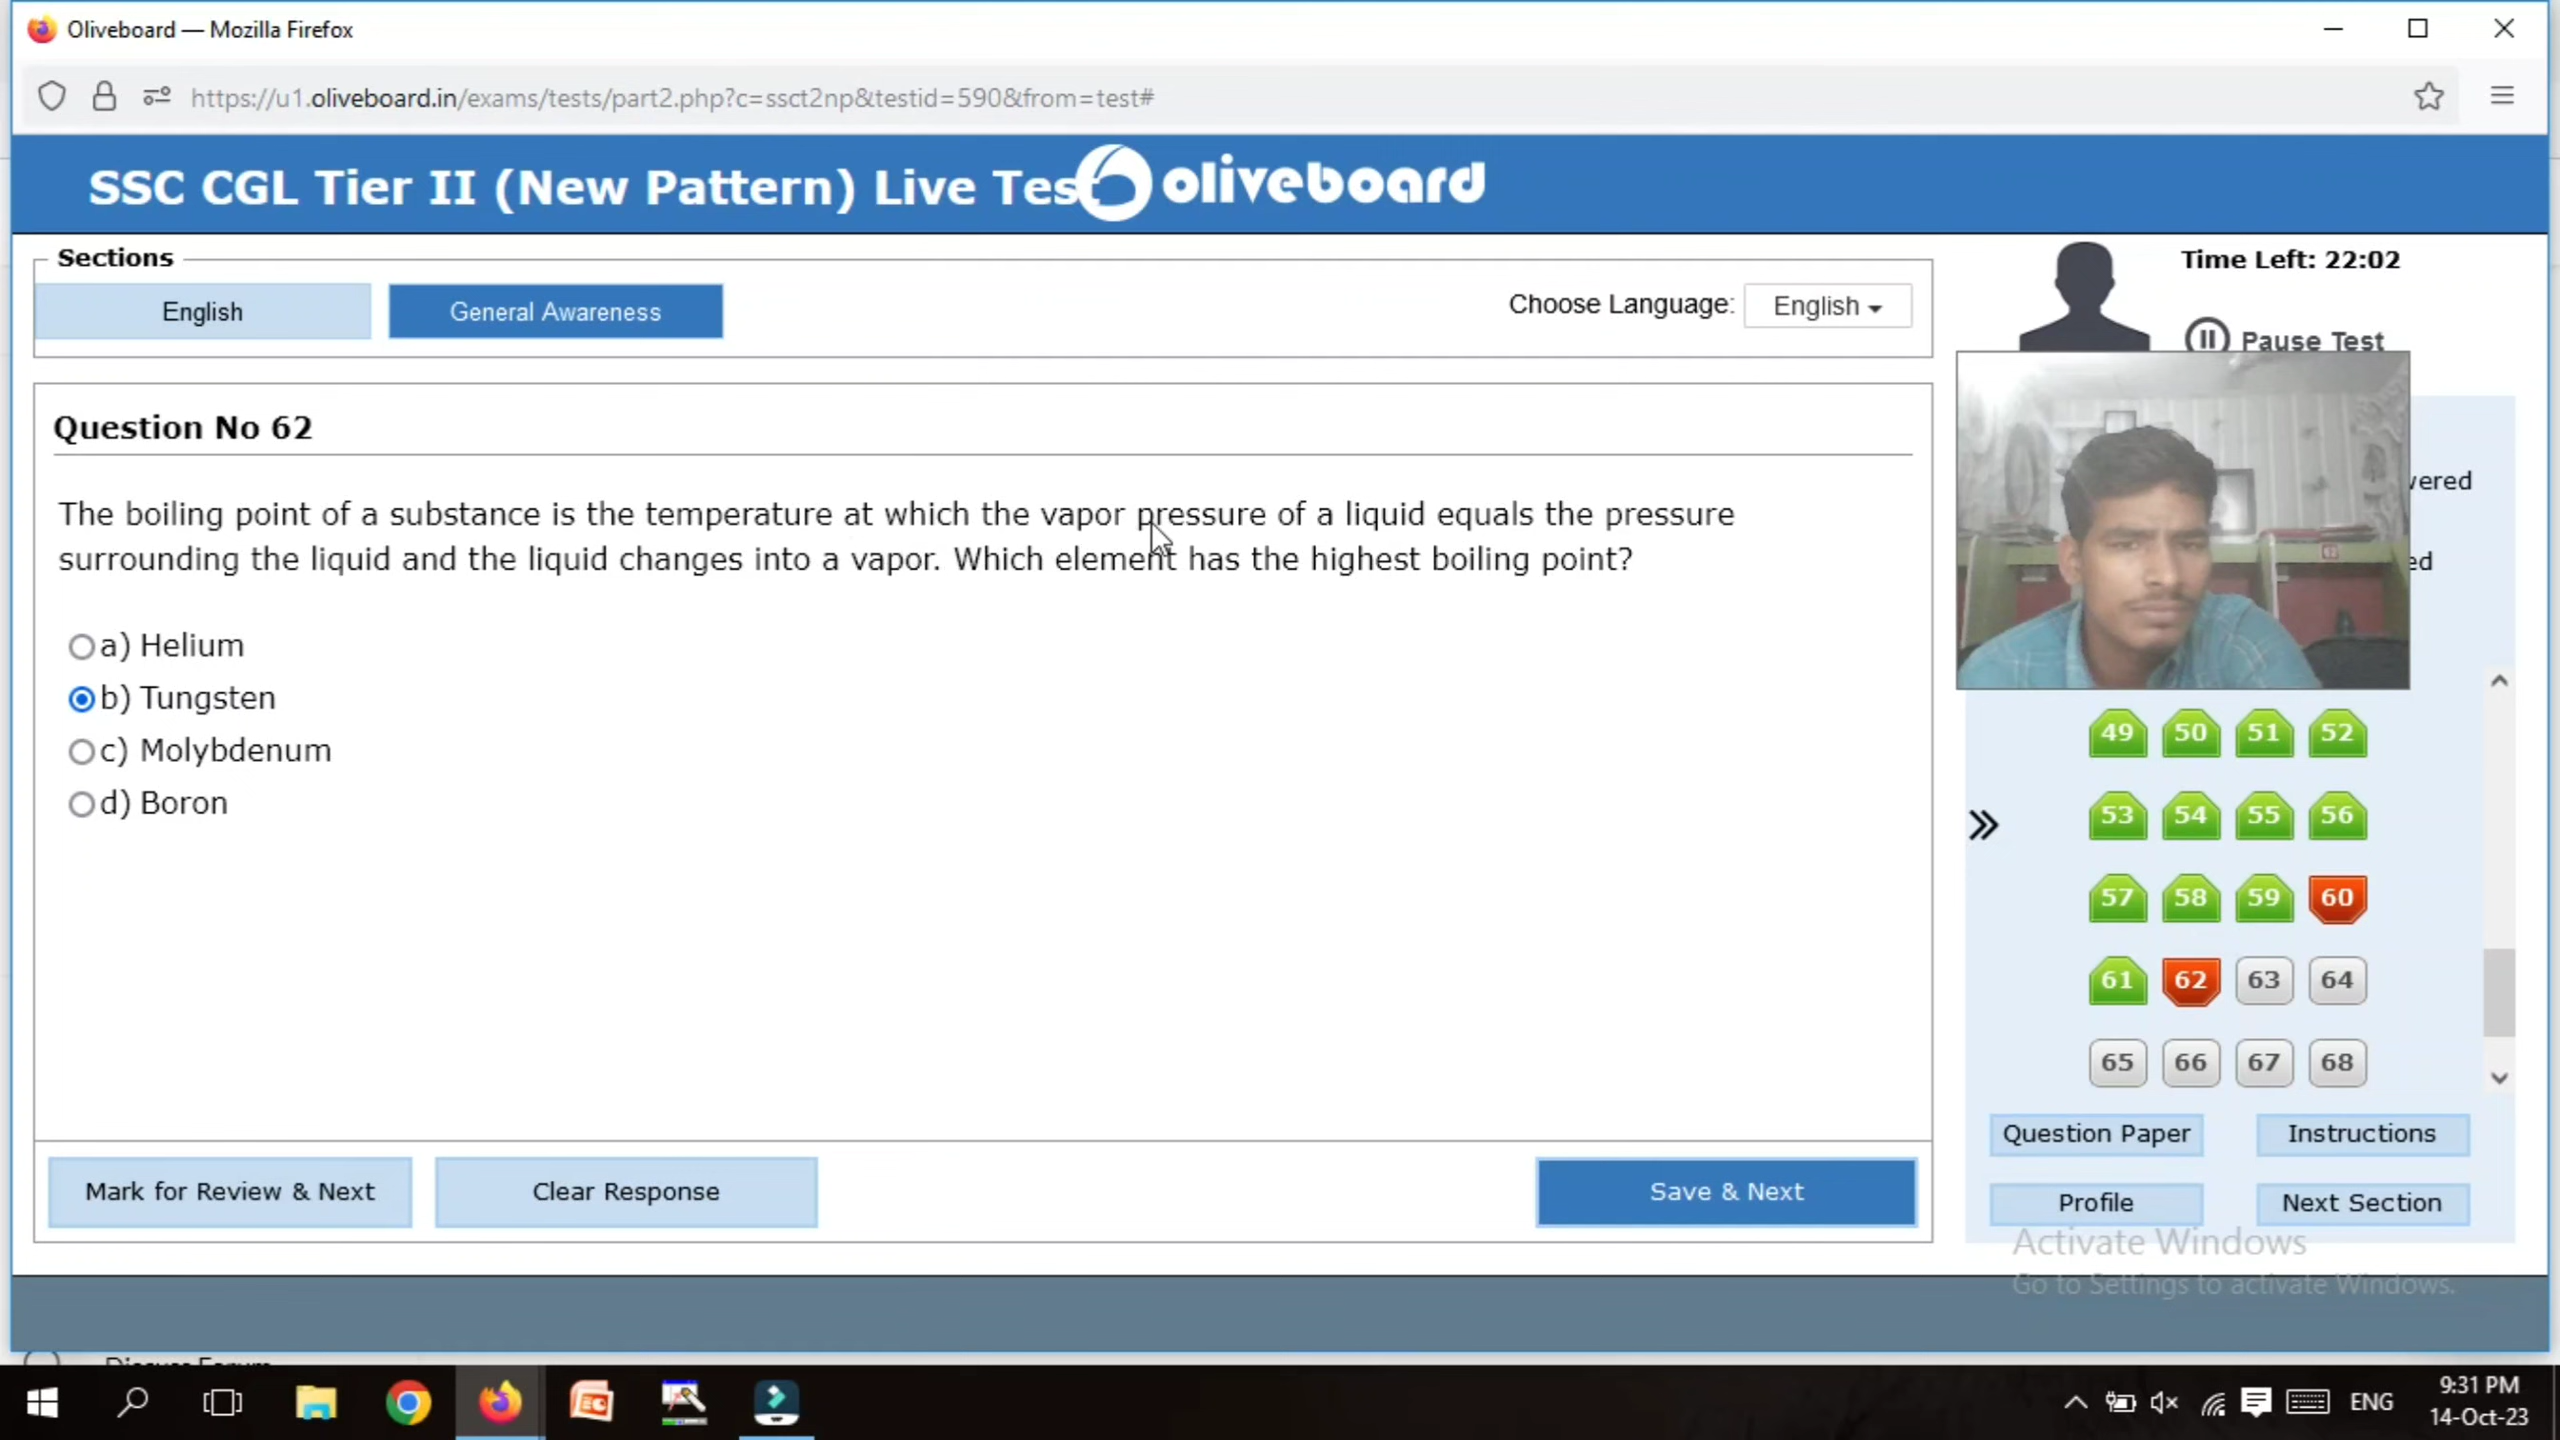 Oliveboard — Mozilla Firefox
https://u1.oliveboard.in/exams/tests/part2.php?c=ssct2np&testid=590&from=test#
SSC CGL Tier II (New Pattern) Live Tes
oliveboard
Sections
English
General Awareness
Choose Language:
English
Time Left: 22:02
Pause Test
Question No 62
The boiling point of a substance is the temperature at which the vapor pressure of a liquid equals the pressure
surrounding the liquid and the liquid changes into a vapor. Which element has the highest boiling point?
a) Helium
b) Tungsten
c) Molybdenum
d) Boron
49 50 51 52
53 54 55 56
57 58 59 60
61 62 63 64
65 66 67 68
Question Paper
Instructions
Profile
Next Section
Mark for Review & Next
Clear Response
Save & Next
Activate Windows
Go to Settings to activate Windows.
Discuss Forum
ENG
9:31 PM
14-Oct-23